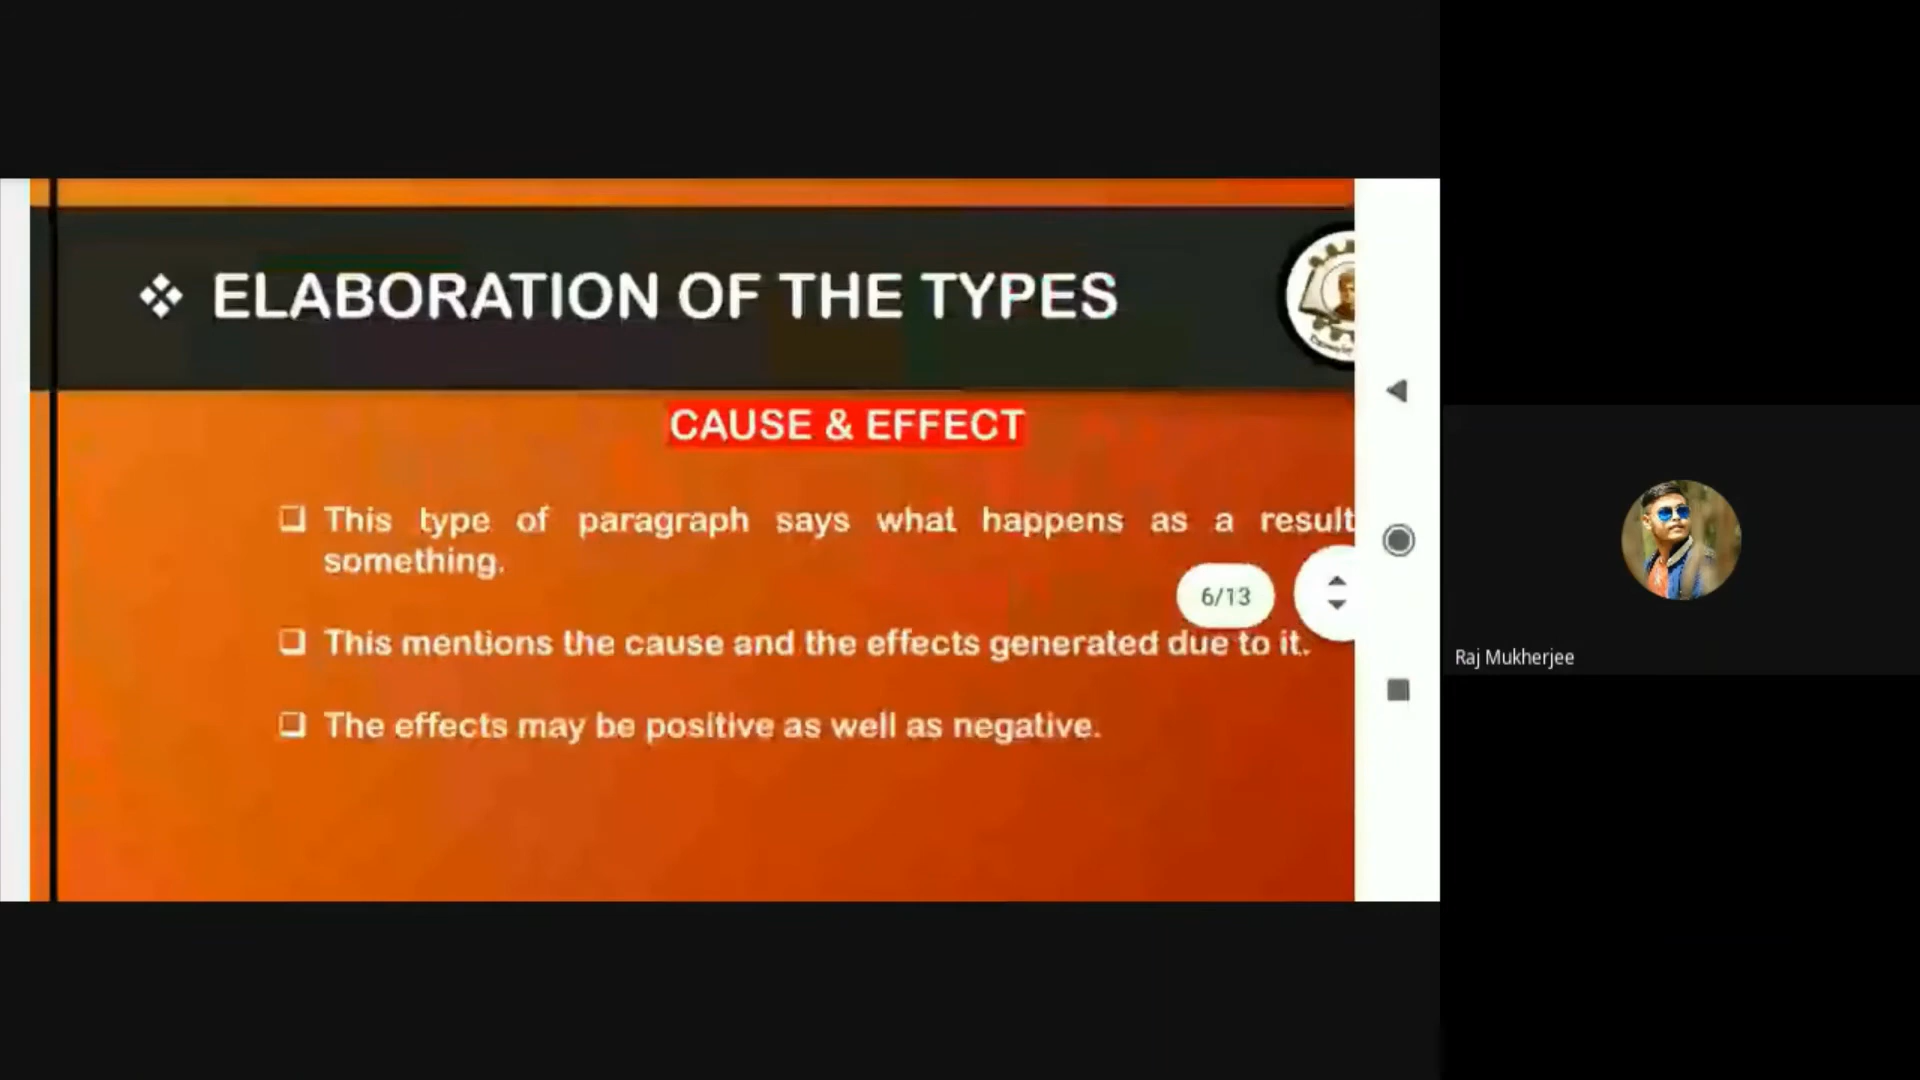 ELABORATION OF THE TYPES
CAUSE & EFFECT
This type of paragraph says what happens as a result
something.
6/13
This mentions the cause and the effects generated due to it.
The effects may be positive as well as negative.
Raj Mukherjee